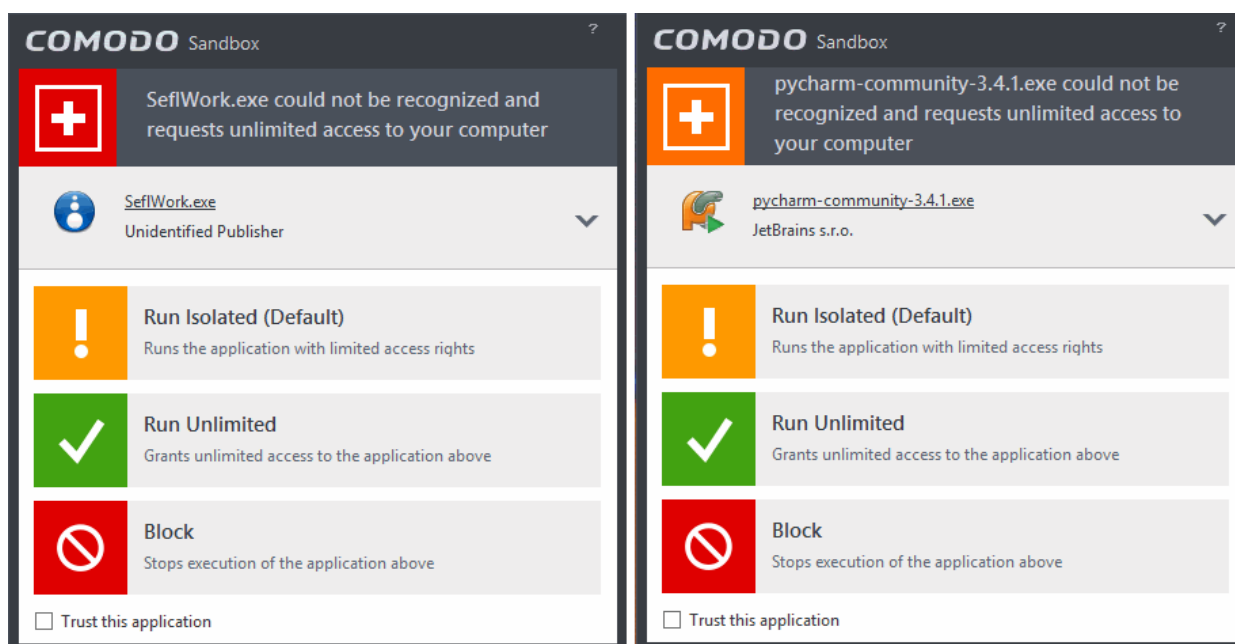 COMODO Sandbox ?
SeflWork.exe could not be recognized and
requests unlimited access to your computer
SeflWork.exe
Unidentified Publisher
Run Isolated (Default)
Runs the application with limited access rights
Run Unlimited
Grants unlimited access to the application above
Block
Stops execution of the application above
Trust this application
COMODO Sandbox ?
pycharm-community-3.4.1.exe could not be
recognized and requests unlimited access to
your computer
pycharm-community-3.4.1.exe
JetBrains s.r.o.
Run Isolated (Default)
Runs the application with limited access rights
Run Unlimited
Grants unlimited access to the application above
Block
Stops execution of the application above
Trust this application